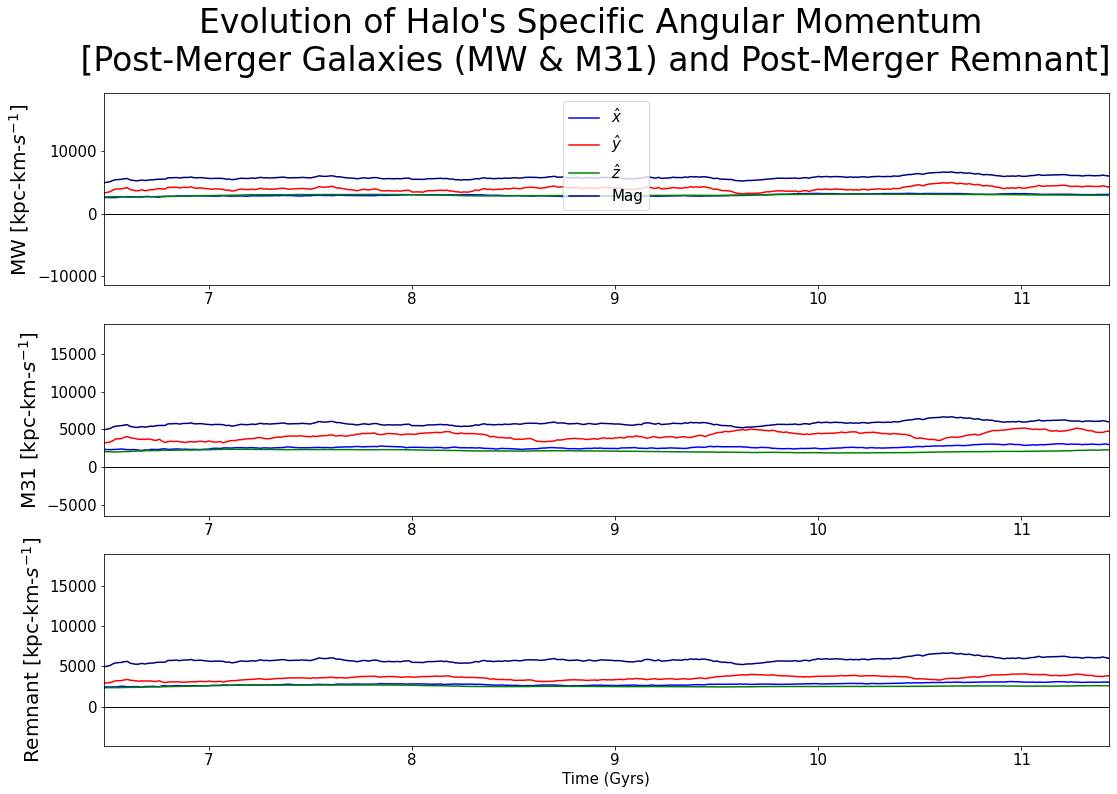 Evolution of Halo's Specific Angular Momentum
[Post-Merger Galaxies (MW & M31) and Post-Merger Remnant]
MW [kpc-km-$s^{-1}$]
10000
0
−10000
$\hat{x}$
$\hat{y}$
$\hat{z}$
Mag
7 8 9 10 11
M31 [kpc-km-$s^{-1}$]
15000
10000
5000
0
−5000
7 8 9 10 11
Remnant [kpc-km-$s^{-1}$]
15000
10000
5000
0
7 8 9 10 11
Time (Gyrs)